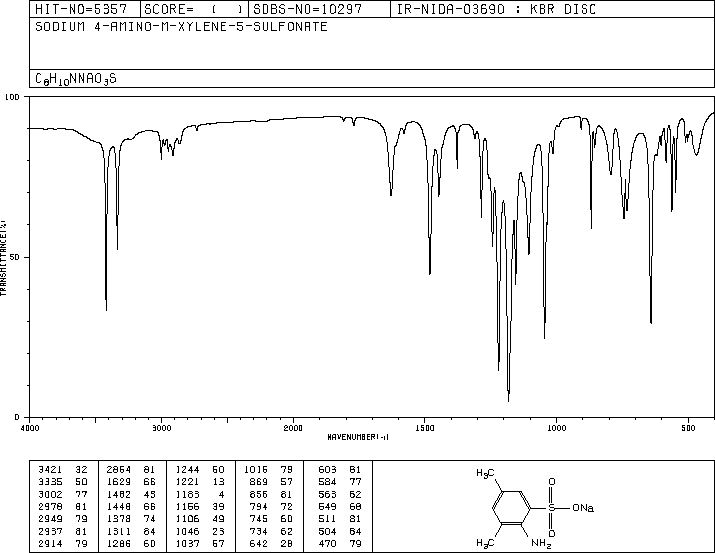 HIT-NO=5357 SCORE= ( ) SDBS-NO=10297 IR-NIDA-03690 : KBR DISC
SODIUM 4-AMINO-M-XYLENE-5-SULFONATE
C8H10NNAO3S
100
50
0
TRANSMITTANCE(%)
4000 3000 2000 1500 1000 500
WAVENUMBER(-1)
3421 32 2864 81 1244 50 1016 79 603 81
3335 50 1629 66 1221 13 869 57 584 77
3002 77 1482 43 1183 4 856 81 563 62
2978 81 1448 66 1156 39 794 72 549 68
2949 79 1378 74 1106 49 745 60 511 81
2937 81 1311 84 1046 23 734 62 504 84
2914 79 1286 60 1037 57 642 28 470 79
H3C
O
S
ONa
O
H3C
NH2